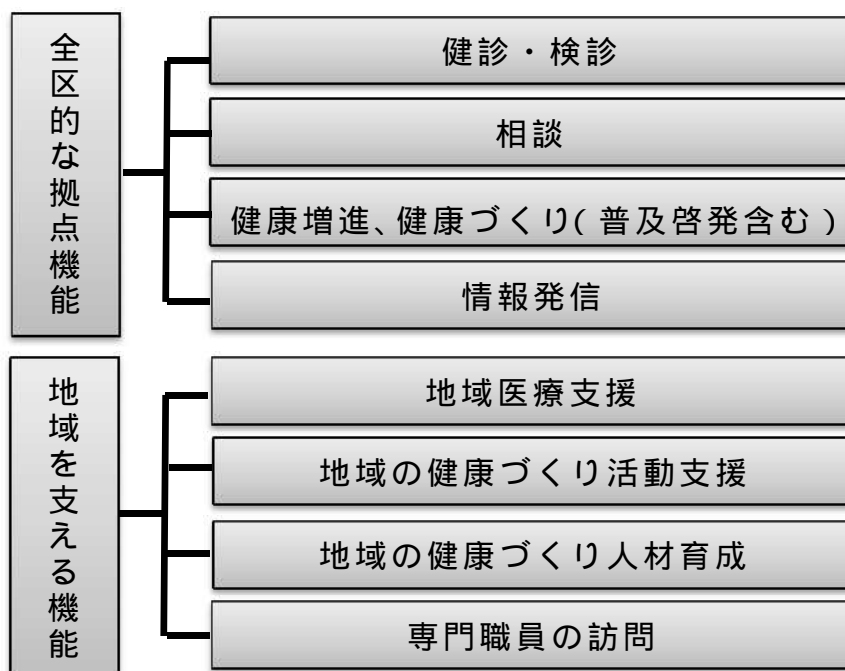 全区的な拠点機能
健診・検診
相談
健康増進、健康づくり(普及啓発含む)
情報発信
地域を支える機能
地域医療支援
地域の健康づくり活動支援
地域の健康づくり人材育成
専門職員の訪問